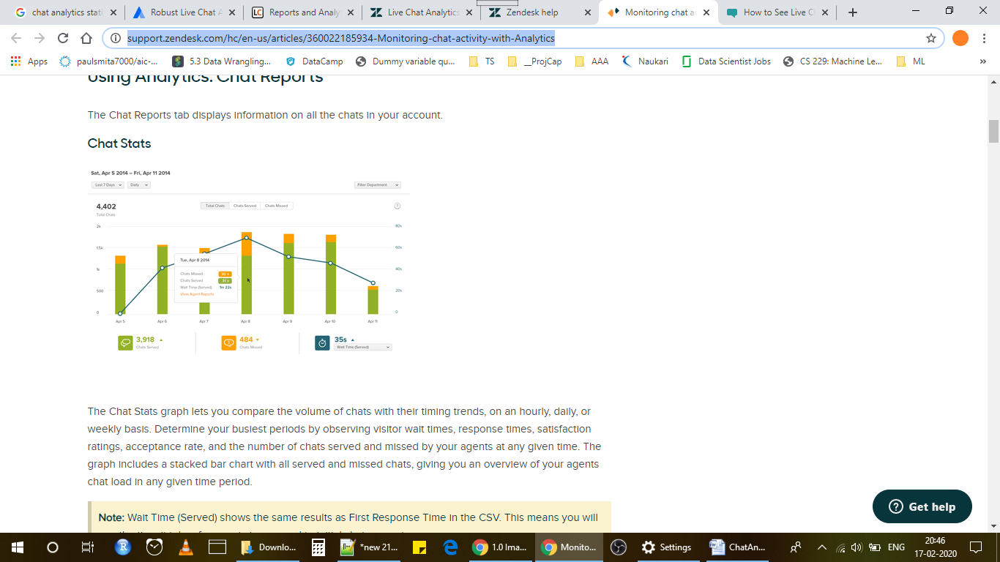 chat analytics stati
Robust Live Chat A
Reports and Analy
Live Chat Analytics
Zendesk help
Monitoring chat a
How to See Live C
support.zendesk.com/hc/en-us/articles/360022185934-Monitoring-chat-activity-with-Analytics
Apps
paulsmita7000/aic-...
5.3 Data Wrangling...
DataCamp
Dummy variable qu...
TS
__ProjCap
AAA
Naukari
Data Scientist Jobs
CS 229: Machine Le...
ML
»
Using Analytics: Chat Reports
The Chat Reports tab displays information on all the chats in your account.
Chat Stats
Sat, Apr 5 2014 – Fri, Apr 11 2014
Last 7 Days
Daily
Filter Department
4,402
Total Chats
Total Chats
Chats Served
Chats Missed
2k
1.5k
1k
500
0
80s
60s
40s
20s
0
Tue, Apr 8 2014
Chats Missed
Chats Served
Wait Time (Served) 1m 22s
View Agent Reports
Apr 5
Apr 6
Apr 7
Apr 8
Apr 9
Apr 10
Apr 11
3,918
Chats Served
484
Chats Missed
35s
Wait Time (Served)
The Chat Stats graph lets you compare the volume of chats with their timing trends, on an hourly, daily, or
weekly basis. Determine your busiest periods by observing visitor wait times, response times, satisfaction
ratings, acceptance rate, and the number of chats served and missed by your agents at any given time. The
graph includes a stacked bar chart with all served and missed chats, giving you an overview of your agents
chat load in any given time period.
Note: Wait Time (Served) shows the same results as First Response Time in the CSV. This means you will
Get help
Downlo...
*new 21...
1.0 Ima...
Monito...
Settings
ChatAn...
ENG
20:46
17-02-2020